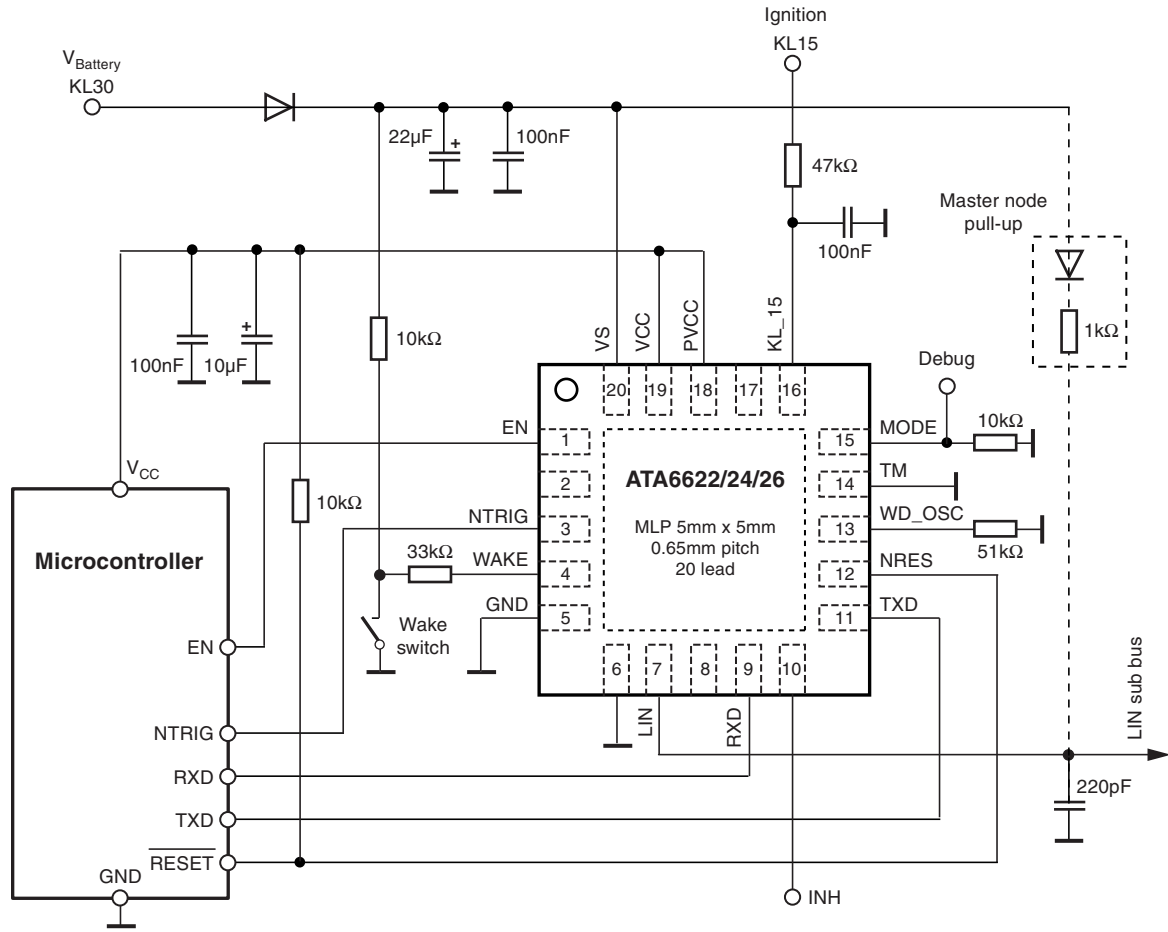 Ignition
KL15
V_Battery
KL30
22µF
+
100nF
47kΩ
Master node
pull-up
100nF
1kΩ
100nF
+
10µF
10kΩ
VS
VCC
PVCC
KL_15
Debug
20
19
18
17
16
EN
1
15
MODE
10kΩ
V_CC
10kΩ
2
ATA6622/24/26
14
TM
NTRIG
3
MLP 5mm x 5mm
0.65mm pitch
20 lead
13
WD_OSC
51kΩ
Microcontroller
33kΩ
WAKE
4
12
NRES
GND
5
11
TXD
Wake
switch
EN
6
7
8
9
10
LIN
RXD
LIN sub bus
NTRIG
RXD
220pF
TXD
RESET
GND
INH